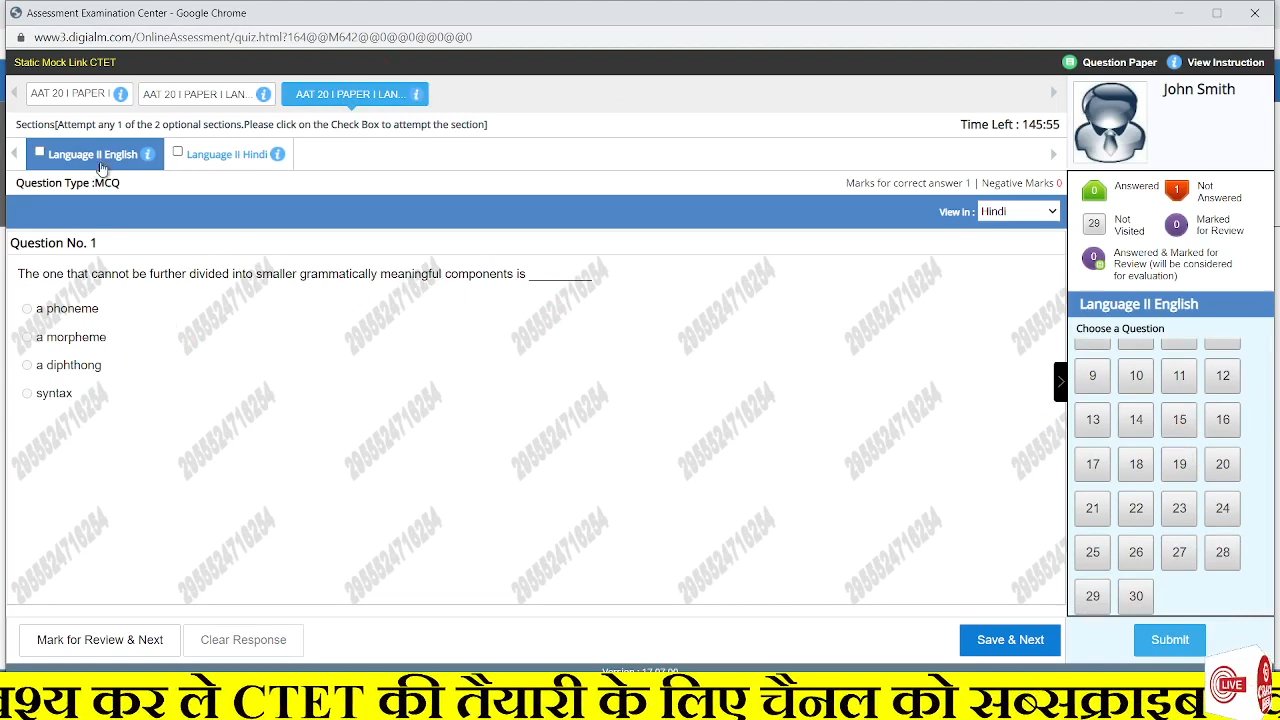 Assessment Examination Center - Google Chrome
www3.digialm.com/OnlineAssessment/quiz.html?164@@M642@@0@@0@@0@@0
Static Mock Link CTET
Question Paper
View Instruction
AAT 20 I PAPER I
AAT 20 I PAPER I LAN...
AAT 20 I PAPER I LAN...
John Smith
Sections[Attempt any 1 of the 2 optional sections.Please click on the Check Box to attempt the section]
Time Left : 145:55
Language II English
Language II Hindi
Question Type :MCQ
Marks for correct answer 1 | Negative Marks 0
View in : Hindi
0 Answered
1 Not Answered
29 Not Visited
0 Marked for Review
0 Answered & Marked for Review (will be considered for evaluation)
Question No. 1
The one that cannot be further divided into smaller grammatically meaningful components is __________
a phoneme
a morpheme
a diphthong
syntax
Language II English
Choose a Question
9 10 11 12
13 14 15 16
17 18 19 20
21 22 23 24
25 26 27 28
29 30
Mark for Review & Next
Clear Response
Save & Next
Submit
Version : 17.07.00
कर ले CTET की तैयारी के लिए चैनल को सब्सक्राइब
LIVE